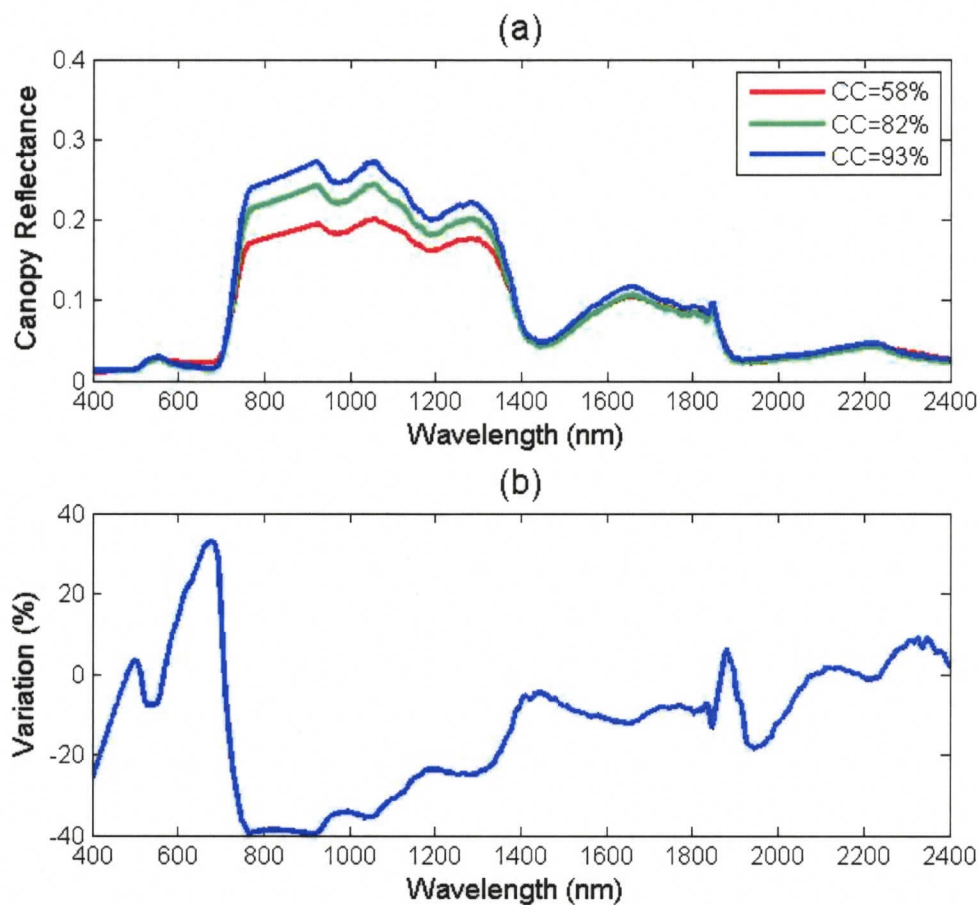 (a)
Canopy Reflectance
0.4
0.3
0.2
0.1
0
CC=58%
CC=82%
CC=93%
400 600 800 1000 1200 1400 1600 1800 2000 2200 2400
Wavelength (nm)
(b)
Variation (%)
40
20
0
-20
-40
400 600 800 1000 1200 1400 1600 1800 2000 2200 2400
Wavelength (nm)